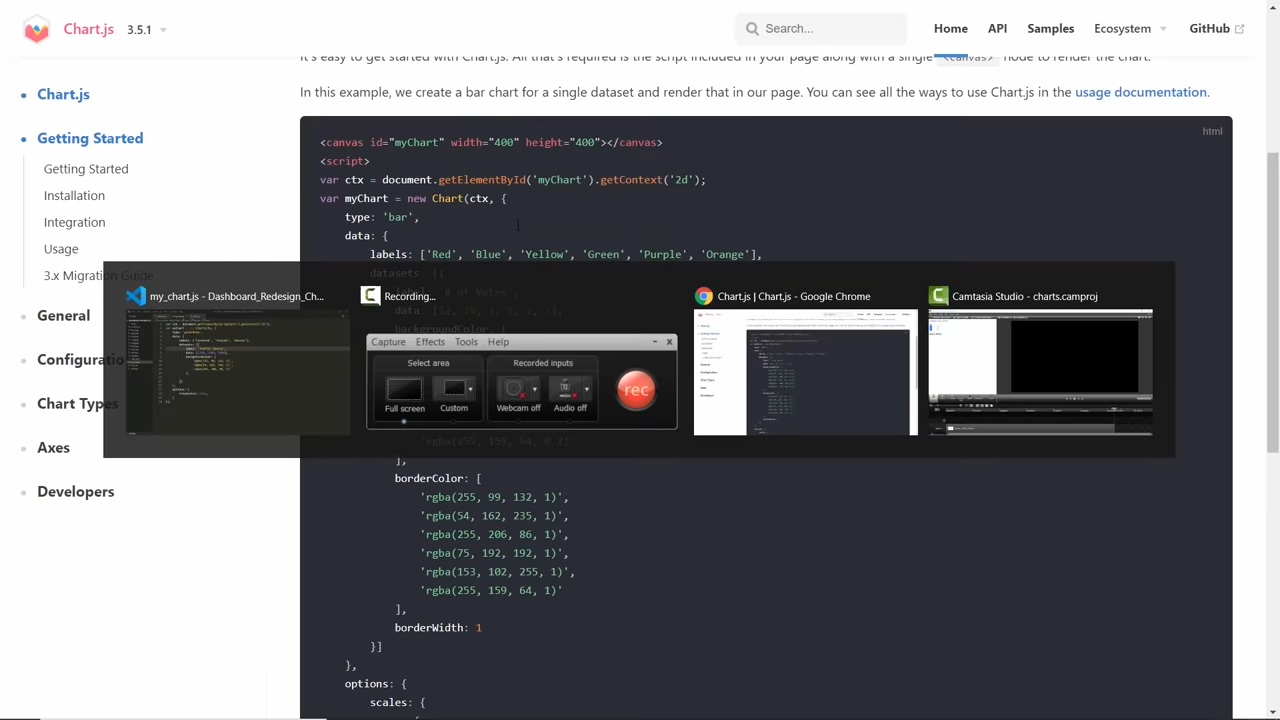 Chart.js
3.5.1
Search...
Home
API
Samples
Ecosystem
GitHub
It's easy to get started with Chart.js. All that's required is the script included in your page along with a single <canvas> node to render the chart.
Chart.js
In this example, we create a bar chart for a single dataset and render that in our page. You can see all the ways to use Chart.js in the usage documentation.
Getting Started
Getting Started
Installation
Integration
Usage
3.x Migration Guide
General
Configuratio
Chart Types
Axes
Developers
html
<canvas id="myChart" width="400" height="400"></canvas>
<script>
var ctx = document.getElementById('myChart').getContext('2d');
var myChart = new Chart(ctx, {
type: 'bar',
data: {
labels: ['Red', 'Blue', 'Yellow', 'Green', 'Purple', 'Orange'],
datasets: [{
my_chart.js - Dashboard_Redesign_Ch...
Recording...
Chart.js | Chart.js - Google Chrome
Camtasia Studio - charts.camproj
Capture Effects Tools Help
Select area
Recorded inputs
Full screen
Custom
Webcam off
Audio off
rec
'rgba(255, 159, 64, 0.2)'
],
borderColor: [
'rgba(255, 99, 132, 1)',
'rgba(54, 162, 235, 1)',
'rgba(255, 206, 86, 1)',
'rgba(75, 192, 192, 1)',
'rgba(153, 102, 255, 1)',
'rgba(255, 159, 64, 1)'
],
borderWidth: 1
}]
},
options: {
scales: {